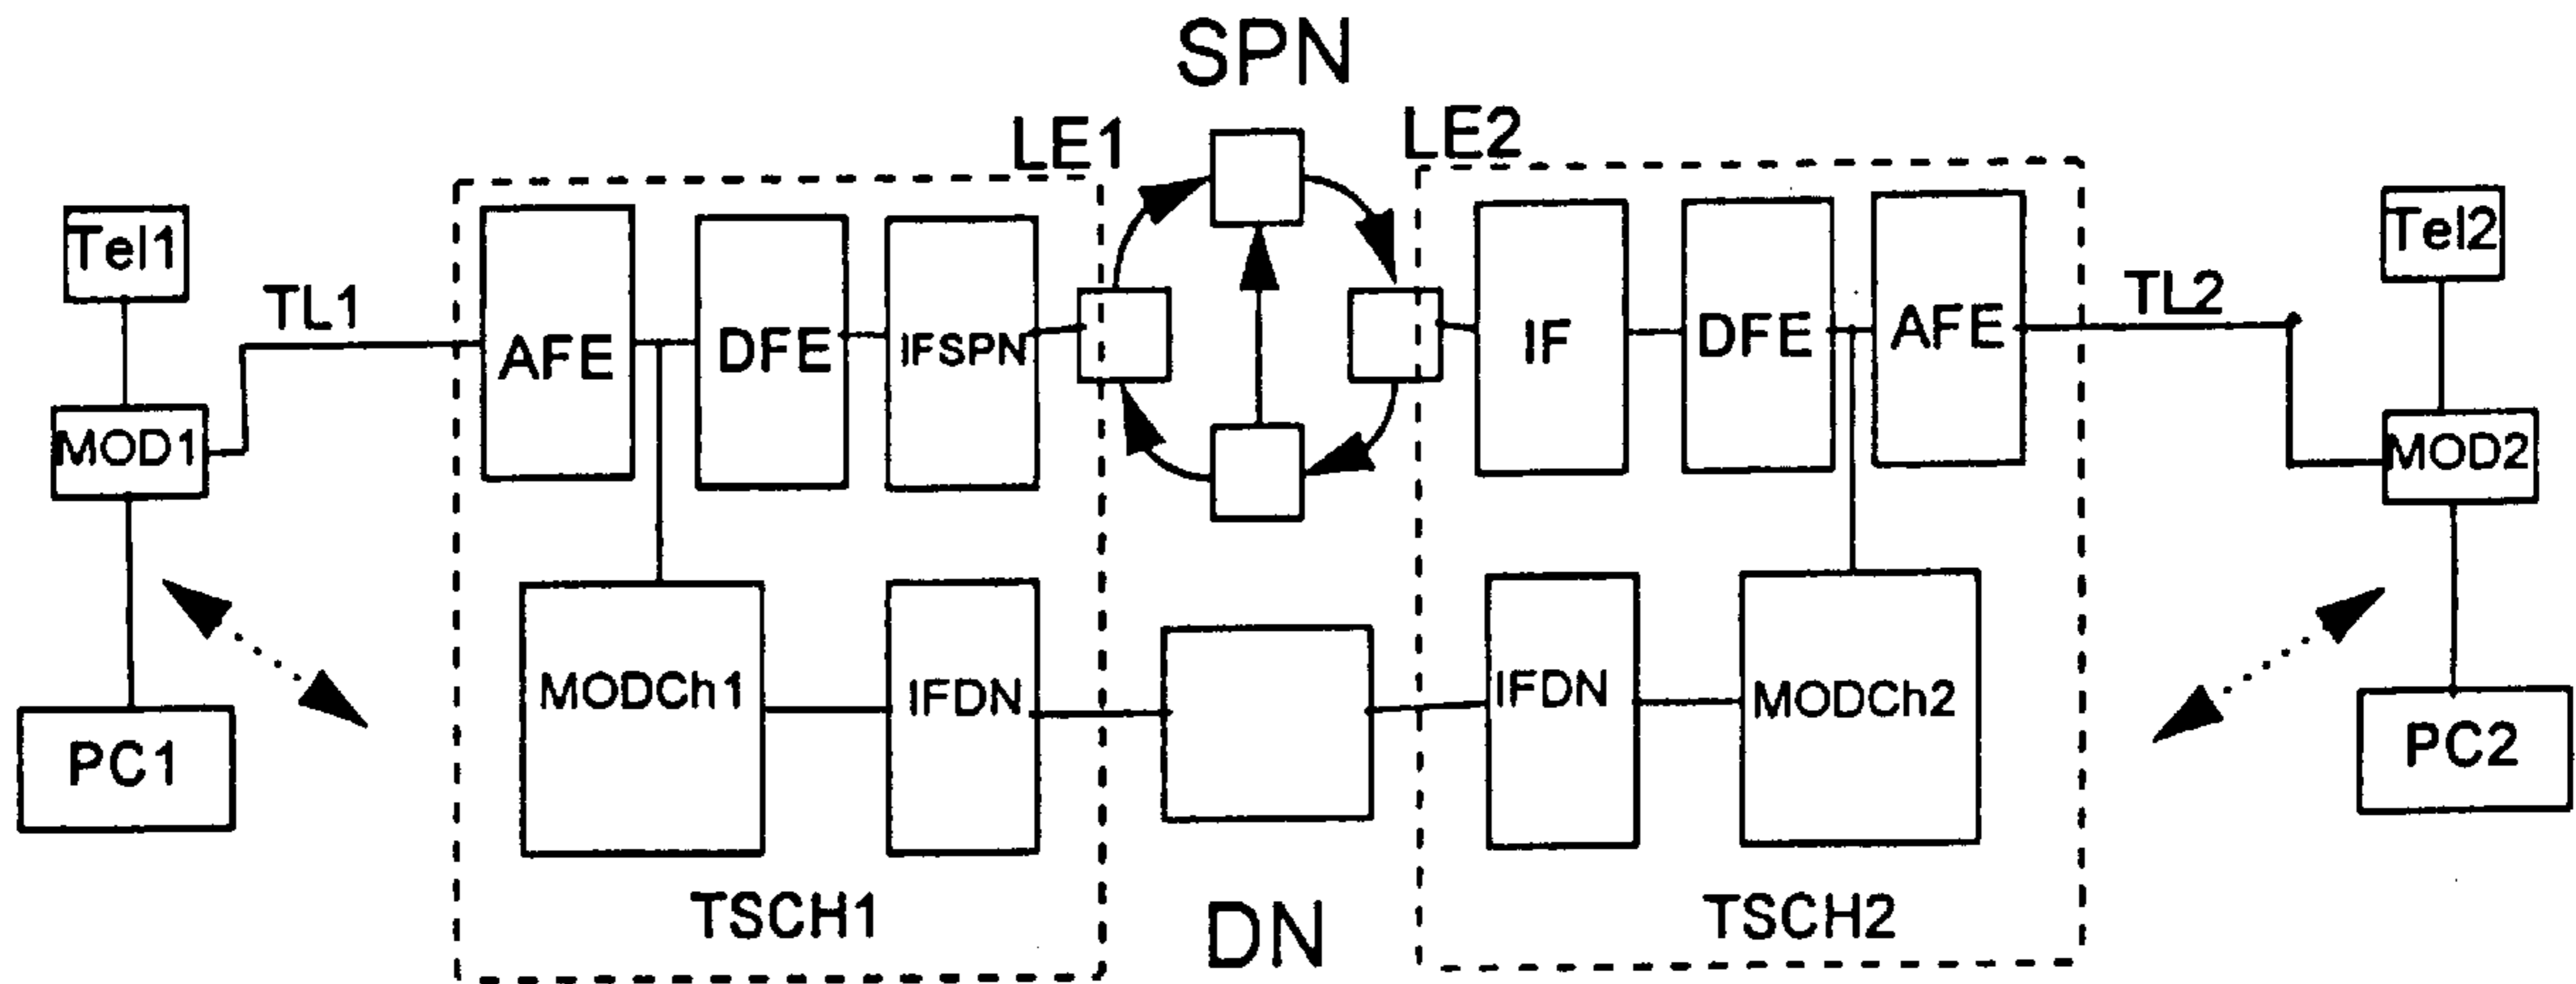 SPN
LE1
LE2
Tel1
Tel2
TL1
TL2
AFE
DFE
IFSPN
IF
DFE
AFE
MOD1
MOD2
MODCh1
IFDN
IFDN
MODCh2
PC1
PC2
TSCH1
DN
TSCH2